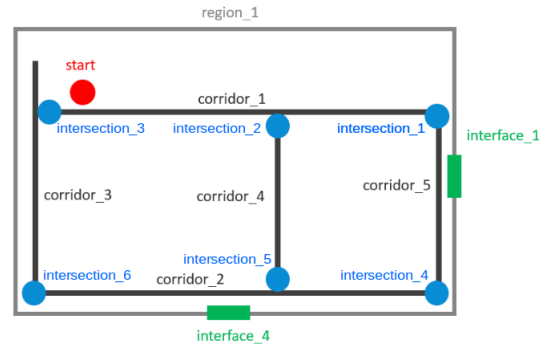 region_1
start
corridor_1
intersection_3
intersection_2
intersection_1
interface_1
corridor_5
corridor_3
corridor_4
intersection_5
intersection_6
corridor_2
intersection_4
interface_4